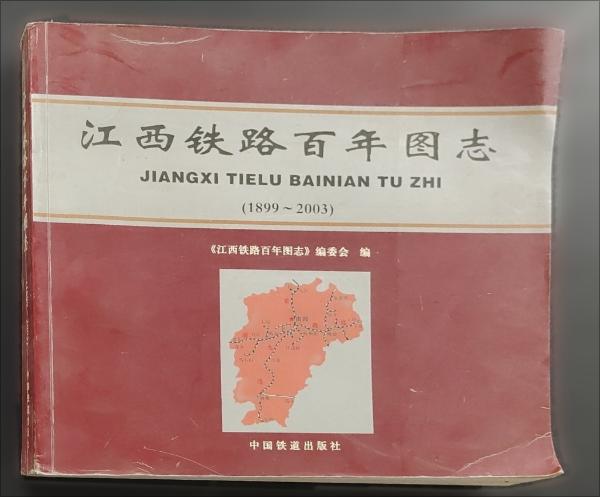 江西铁路百年图志
JIANGXI TIELU BAINIAN TU ZHI
(1899～2003)
《江西铁路百年图志》编委会 编
中国铁道出版社